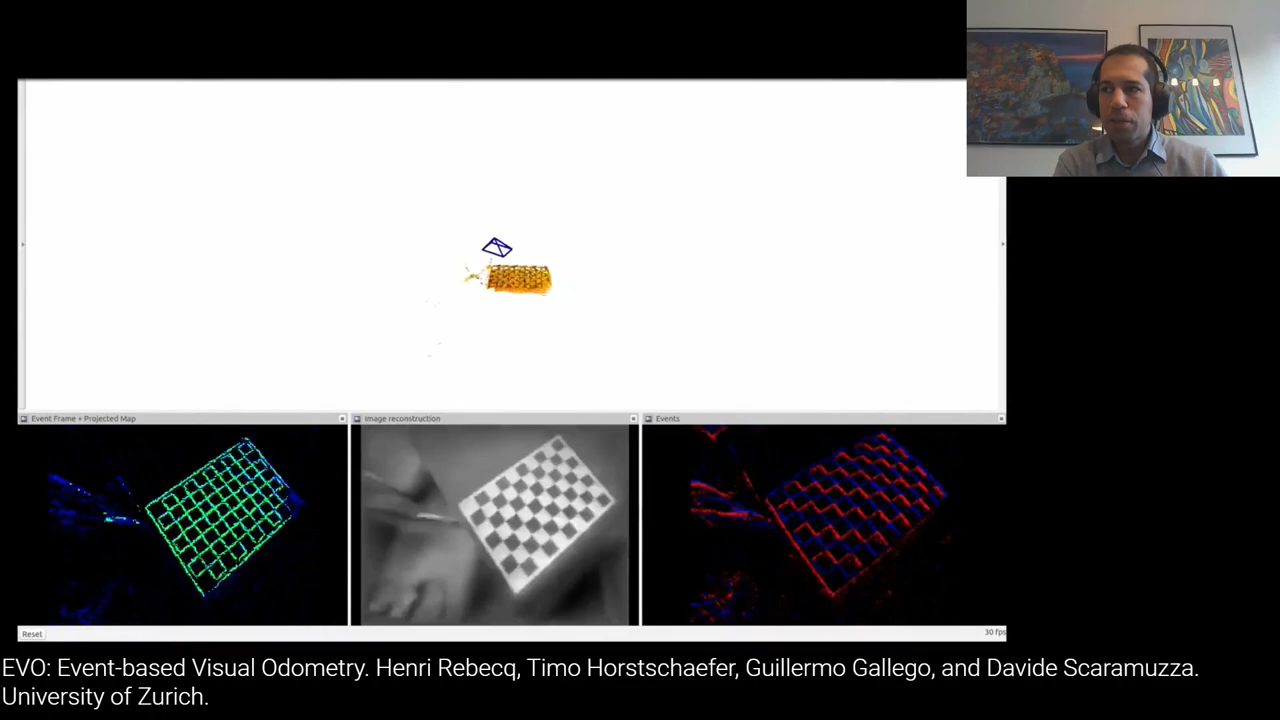 Event Frame + Projected Map
Image reconstruction
Events
Reset
30 fps
EVO: Event-based Visual Odometry. Henri Rebecq, Timo Horstschaefer, Guillermo Gallego, and Davide Scaramuzza.
University of Zurich.